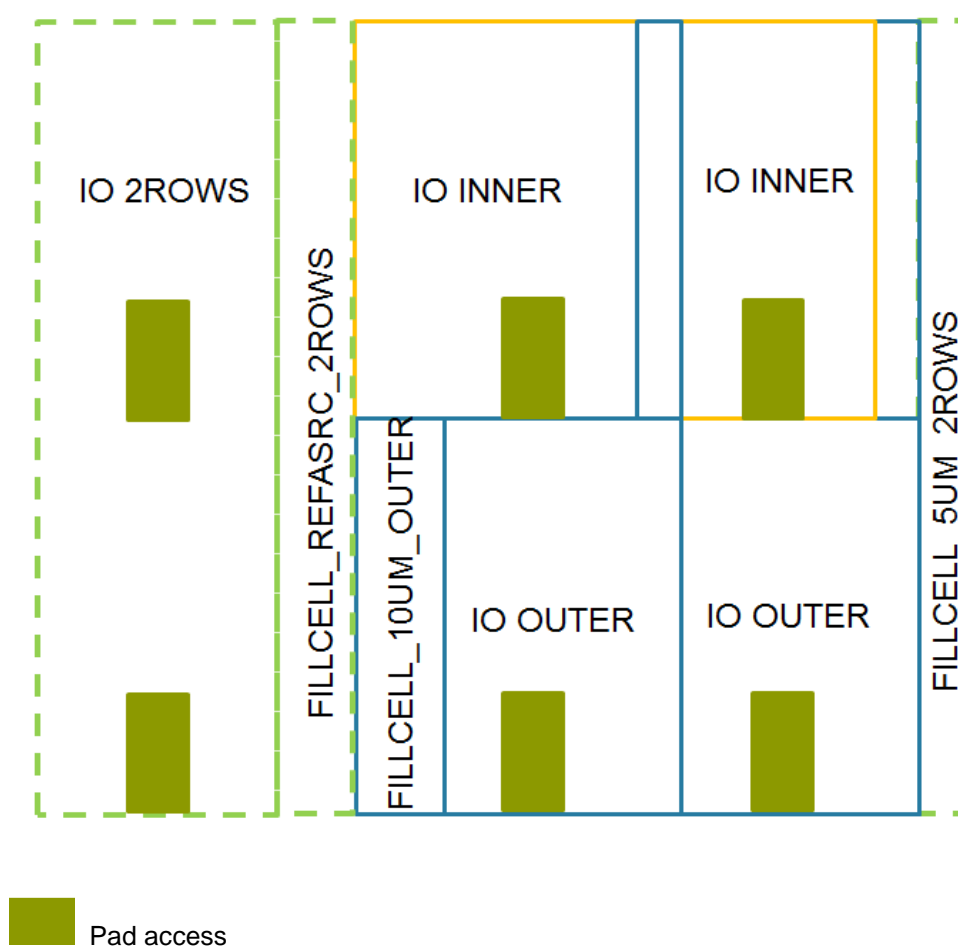 IO 2ROWS
IO INNER
IO INNER
FILLCELL_REFASRC_2ROWS
FILLCELL_10UM_OUTER
IO OUTER
IO OUTER
FILLCELL_5UM_2ROWS
Pad access